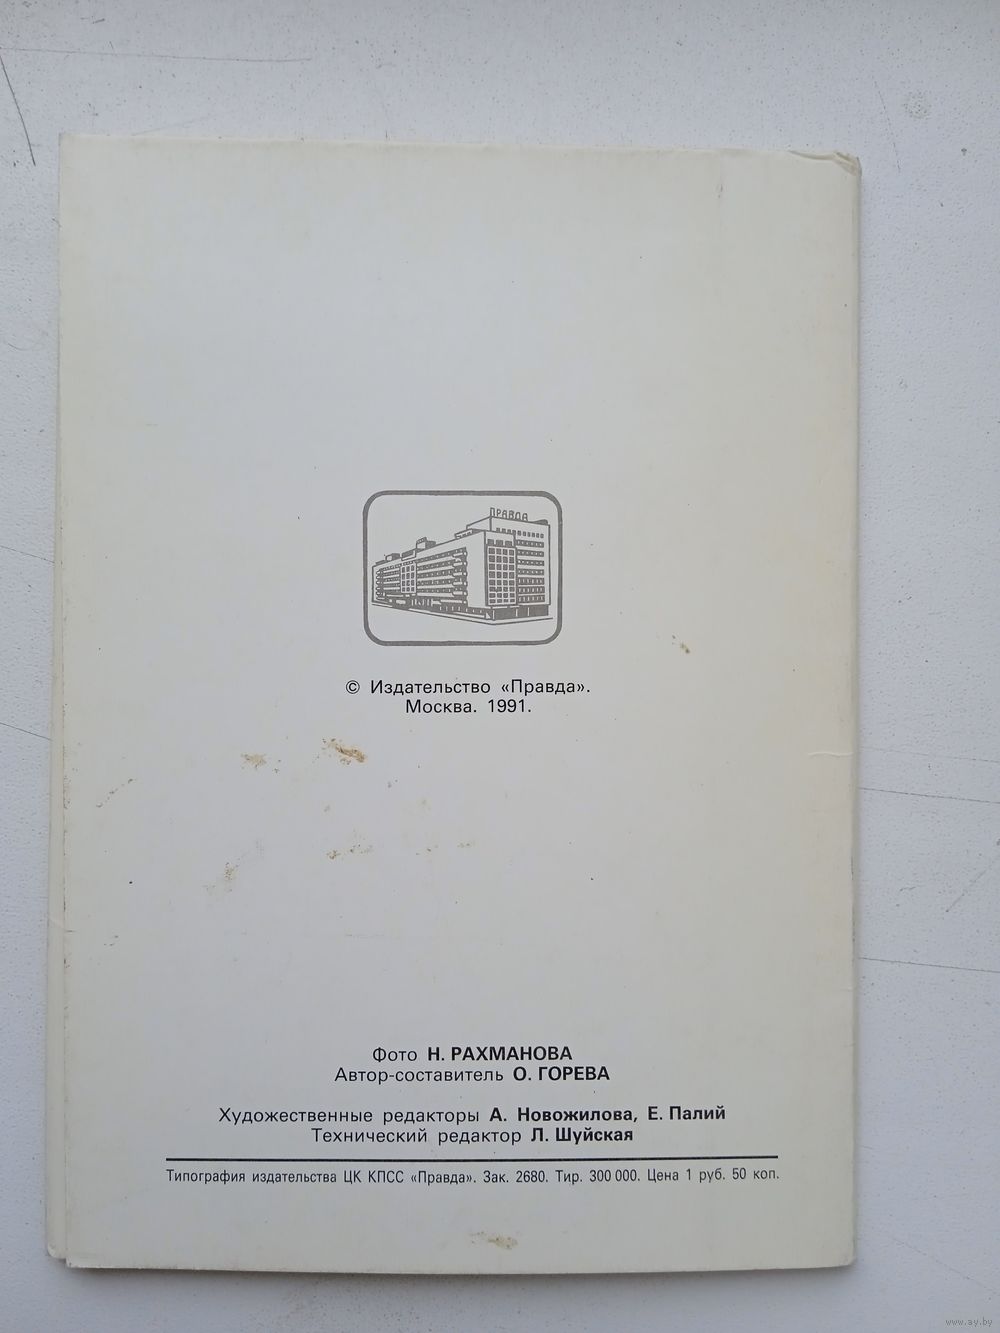 ПРАВДА
© Издательство «Правда».
Москва. 1991.
Фото Н. РАХМАНОВА
Автор-составитель О. ГОРЕВА
Художественные редакторы А. Новожилова, Е. Палий
Технический редактор Л. Шуйская
Типография издательства ЦК КПСС «Правда». Зак. 2680. Тир. 300 000. Цена 1 руб. 50 коп.
www.ay.by